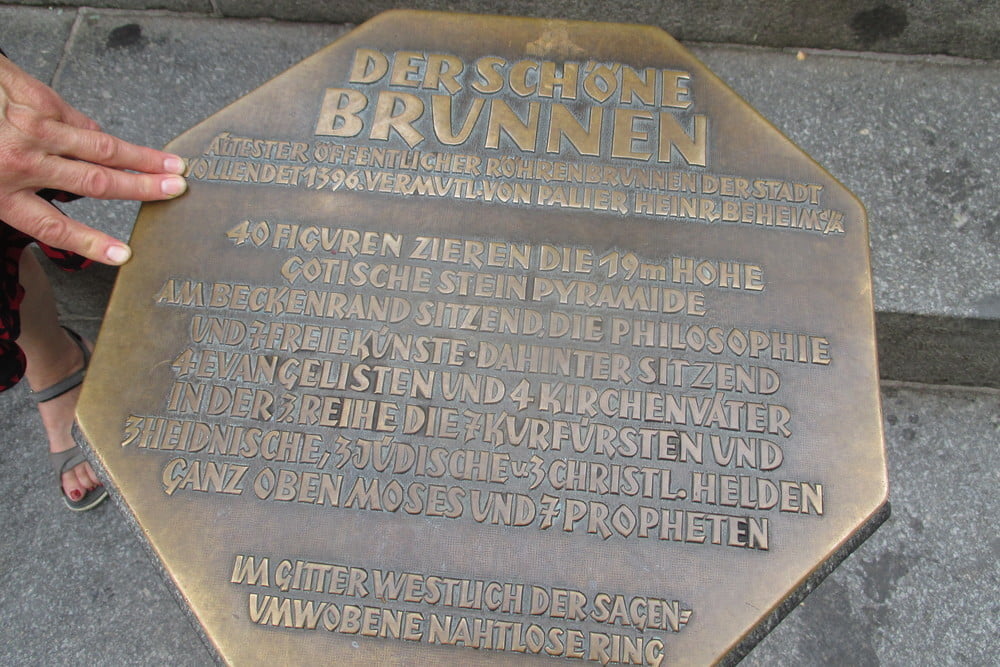 DER SCHÖNE
BRUNNEN
ÄLTESTER ÖFFENTLICHER RÖHRENBRUNNEN DER STADT
VOLLENDET 1396. VERMUTL. VON PALIER HEINR. BEHEIM
40 FIGUREN ZIEREN DIE 19m HOHE
GOTISCHE STEINPYRAMIDE
AM BECKENRAND SITZEND, DIE PHILOSOPHIE
UND 7 FREIE KÜNSTE · DAHINTER SITZEND
4 EVANGELISTEN UND 4 KIRCHENVÄTER
IN DER 3. REIHE DIE 7 KURFÜRSTEN UND
3 HEIDNISCHE, 3 JÜDISCHE u. 3 CHRISTL. HELDEN
GANZ OBEN MOSES UND 7 PROPHETEN
IM GITTER WESTLICH DER SAGEN-
UMWOBENE NAHTLOSE RING